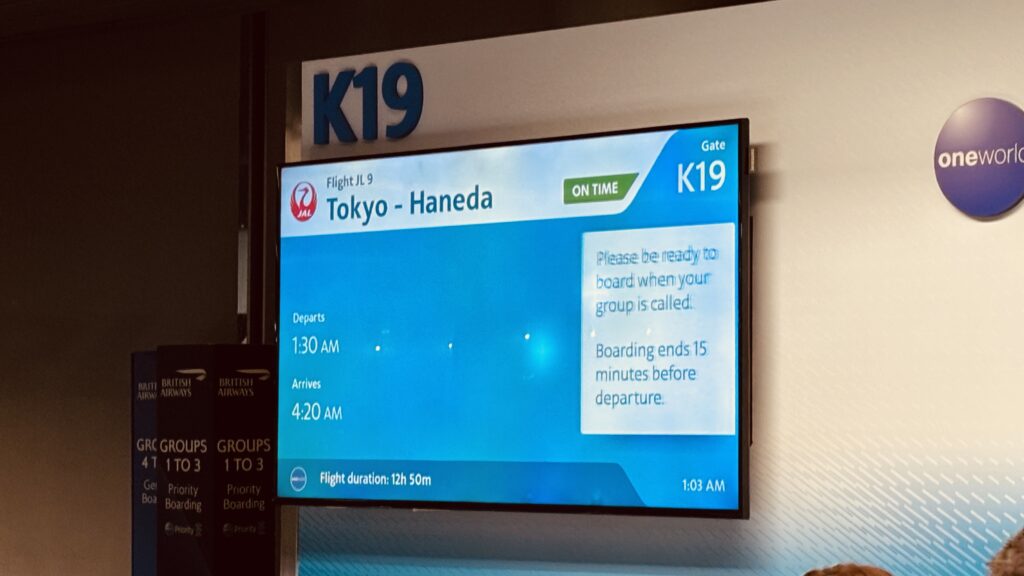 K19
Flight JL 9
Tokyo - Haneda
ON TIME
Gate
K19
JAL
Please be ready to
board when your
group is called.
Boarding ends 15
minutes before
departure.
Departs
1:30 AM
Arrives
4:20 AM
Flight duration: 12h 50m
1:03 AM
oneworld
BRITISH
AIRWAYS
GROUPS
1 TO 3
Priority
Boarding
Priority
BRITISH
AIRWAYS
GROUPS
1 TO 3
Priority
Boarding
Priority